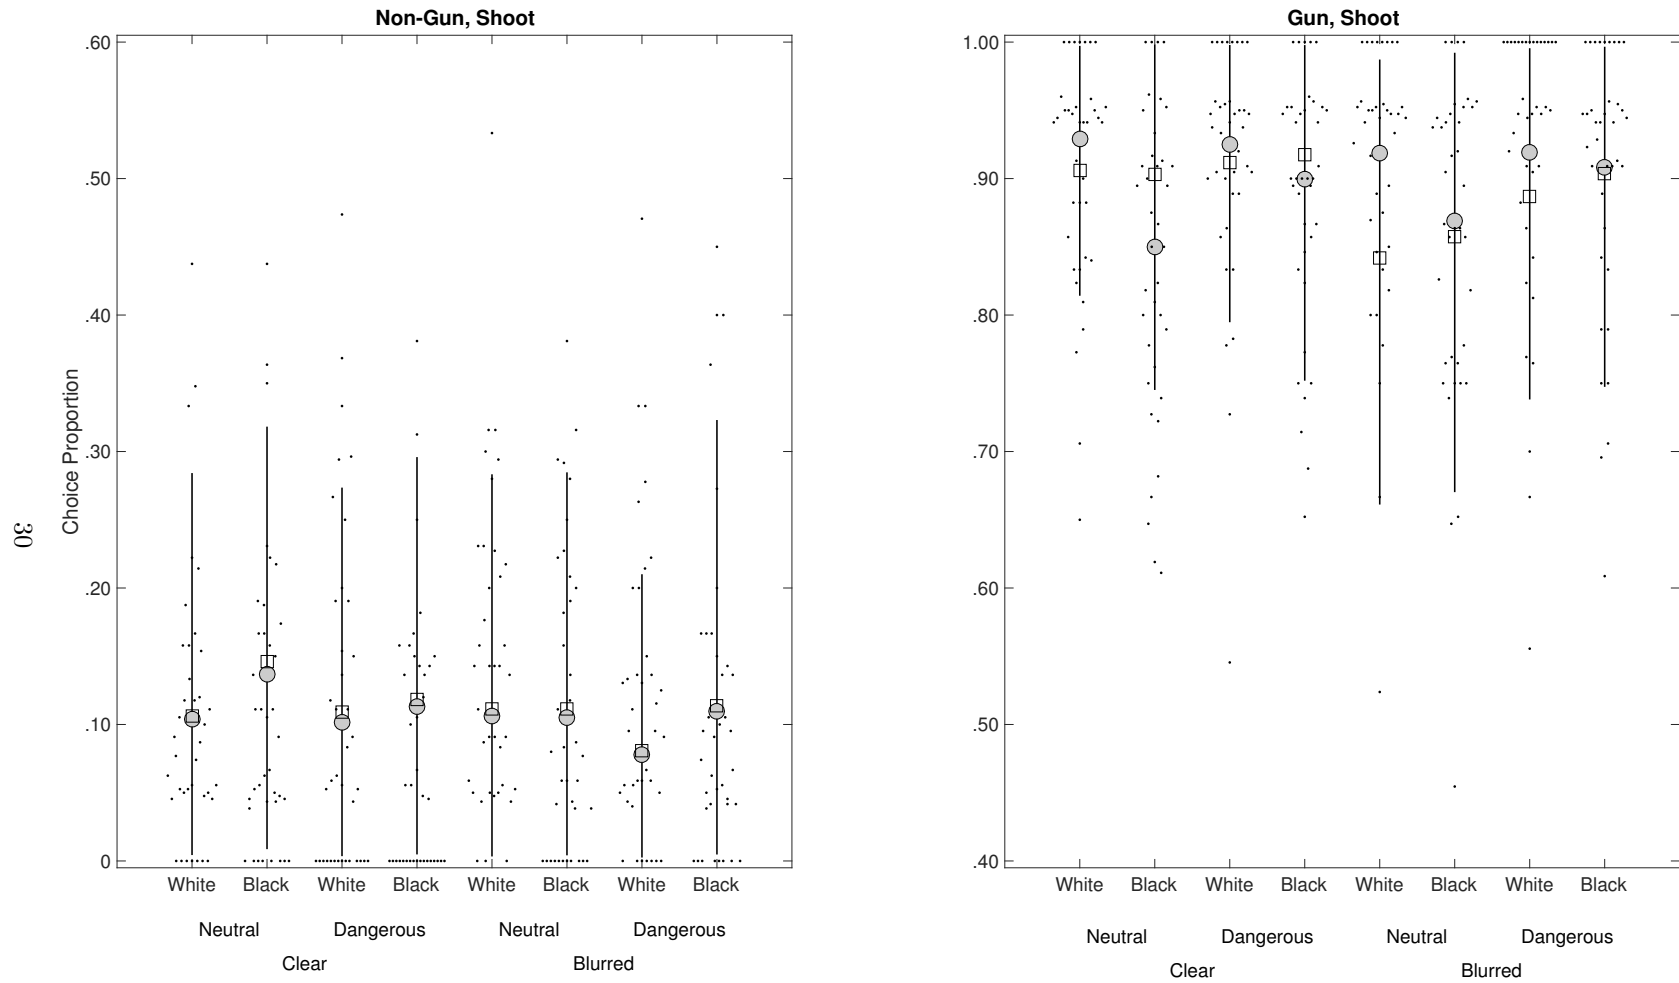 Non-Gun, Shoot
.60
.50
.40
.30
.20
.10
0
Choice Proportion
White Black White Black White Black White Black
Neutral Dangerous Neutral Dangerous
Clear Blurred
Gun, Shoot
1.00
.90
.80
.70
.60
.50
.40
White Black White Black White Black White Black
Neutral Dangerous Neutral Dangerous
Clear Blurred
30